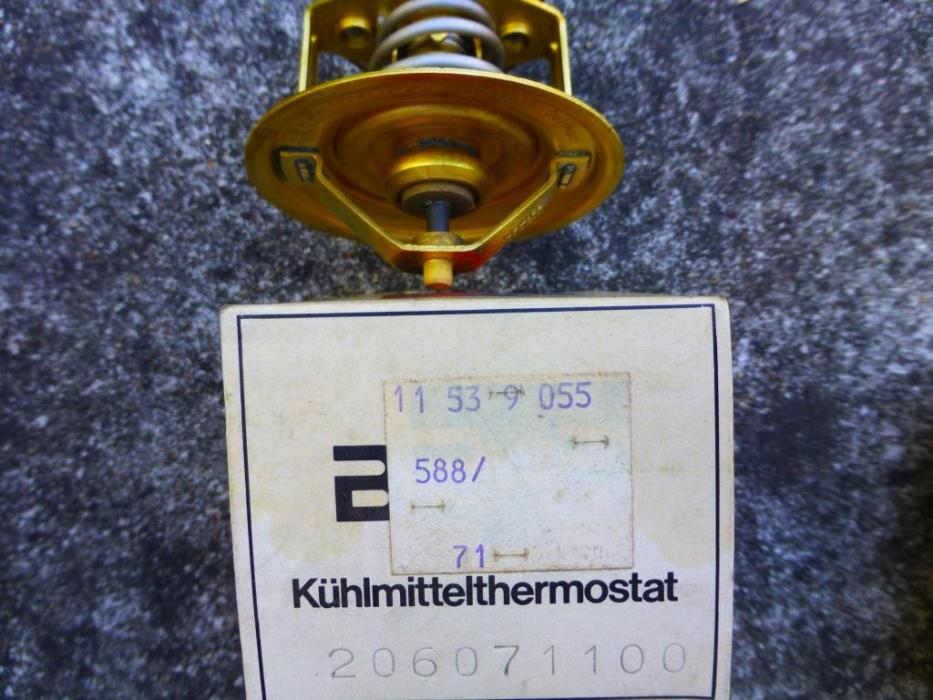 11 53 9 055
588/
71
Kühlmittelthermostat
206071100